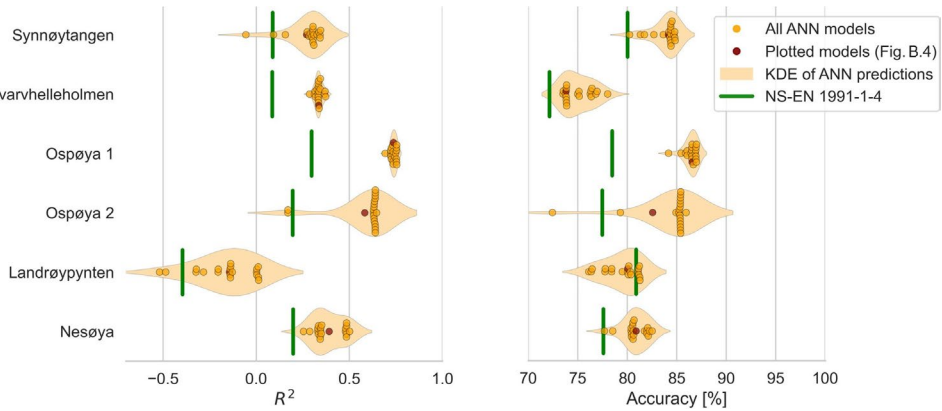 Synnøytangen
varvhelleholmen
Ospøya 1
Ospøya 2
Landrøypynten
Nesøya
−0.5 0.0 0.5 1.0
R²
70 75 80 85 90 95 100
Accuracy [%]
All ANN models
Plotted models (Fig. B.4)
KDE of ANN predictions
NS-EN 1991-1-4